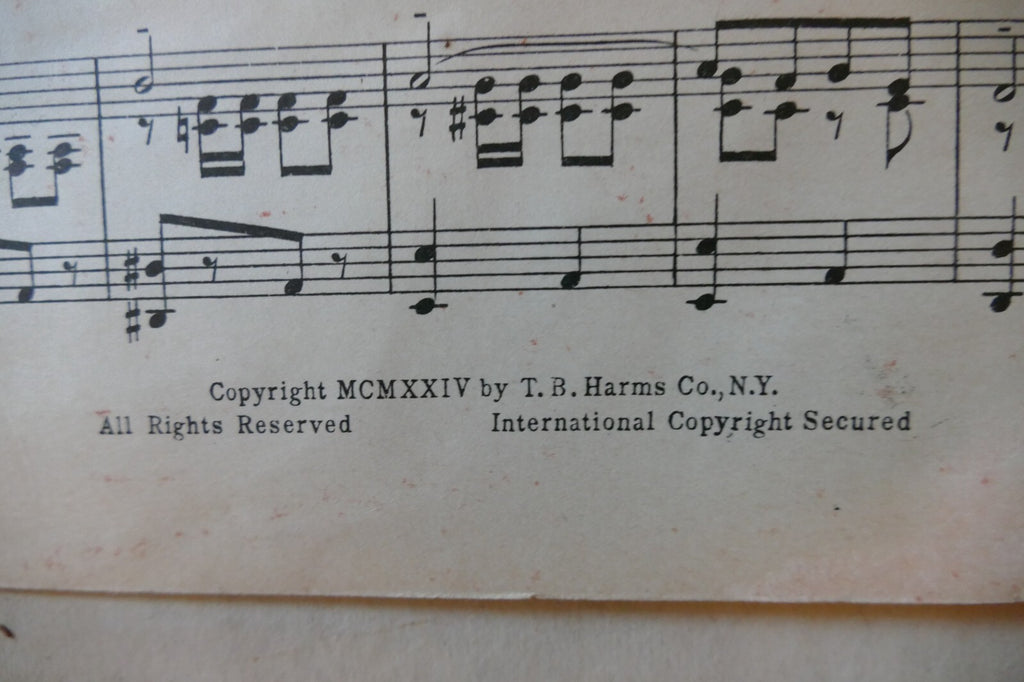 Copyright MCMXXIV by T. B. Harms Co., N.Y.
All Rights Reserved International Copyright Secured